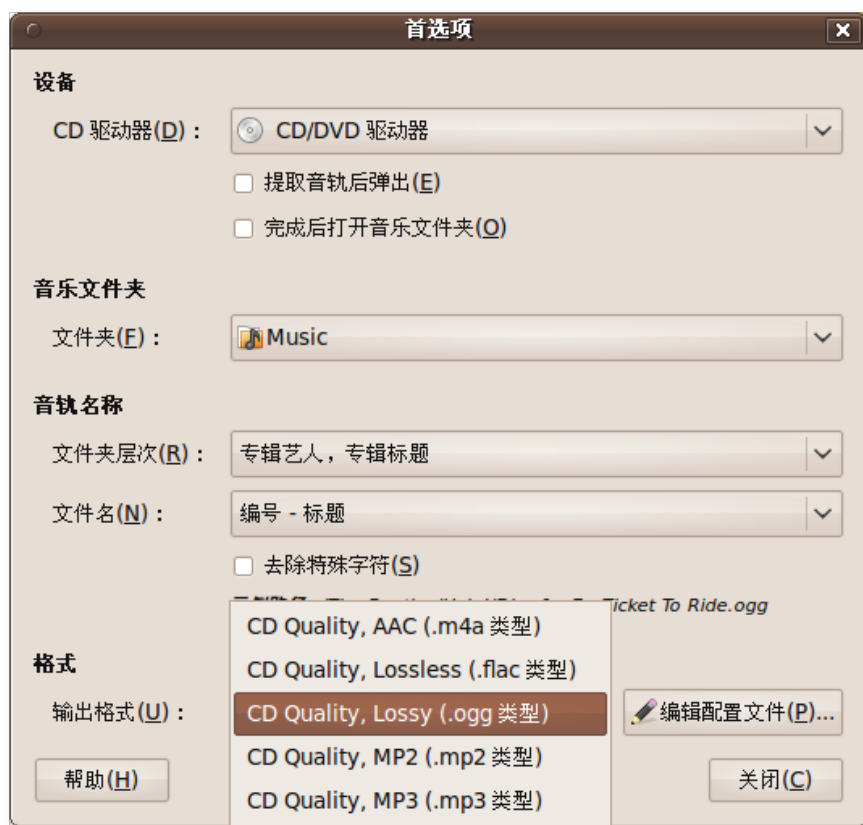 首选项
设备
CD 驱动器(D)：
CD/DVD 驱动器
提取音轨后弹出(E)
完成后打开音乐文件夹(O)
音乐文件夹
文件夹(F)：
Music
音轨名称
文件夹层次(R)：
专辑艺人，专辑标题
文件名(N)：
编号 - 标题
去除特殊字符(S)
Ticket To Ride.ogg
CD Quality, AAC (.m4a 类型)
格式
CD Quality, Lossless (.flac 类型)
输出格式(U)：
CD Quality, Lossy (.ogg 类型)
编辑配置文件(P)...
CD Quality, MP2 (.mp2 类型)
帮助(H)
关闭(C)
CD Quality, MP3 (.mp3 类型)